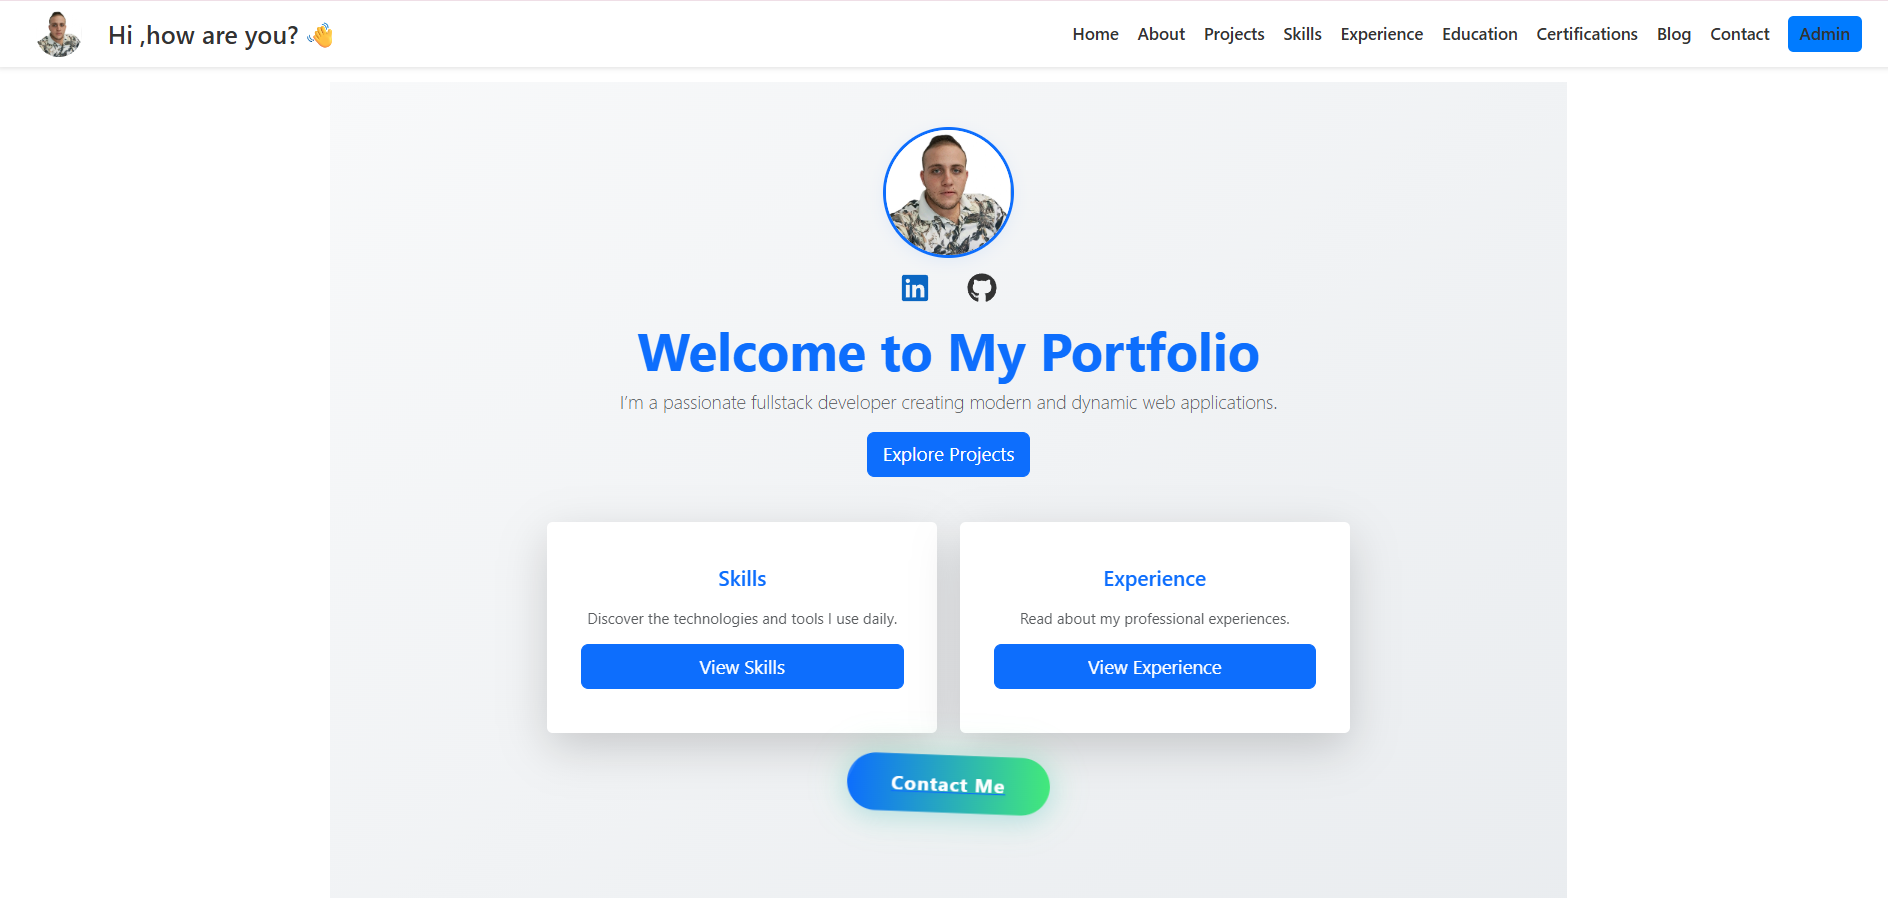 Hi ,how are you? 👋
Home About Projects Skills Experience Education Certifications Blog Contact Admin
in
Welcome to My Portfolio
I'm a passionate fullstack developer creating modern and dynamic web applications.
Explore Projects
Skills
Discover the technologies and tools I use daily.
View Skills
Experience
Read about my professional experiences.
View Experience
Contact Me